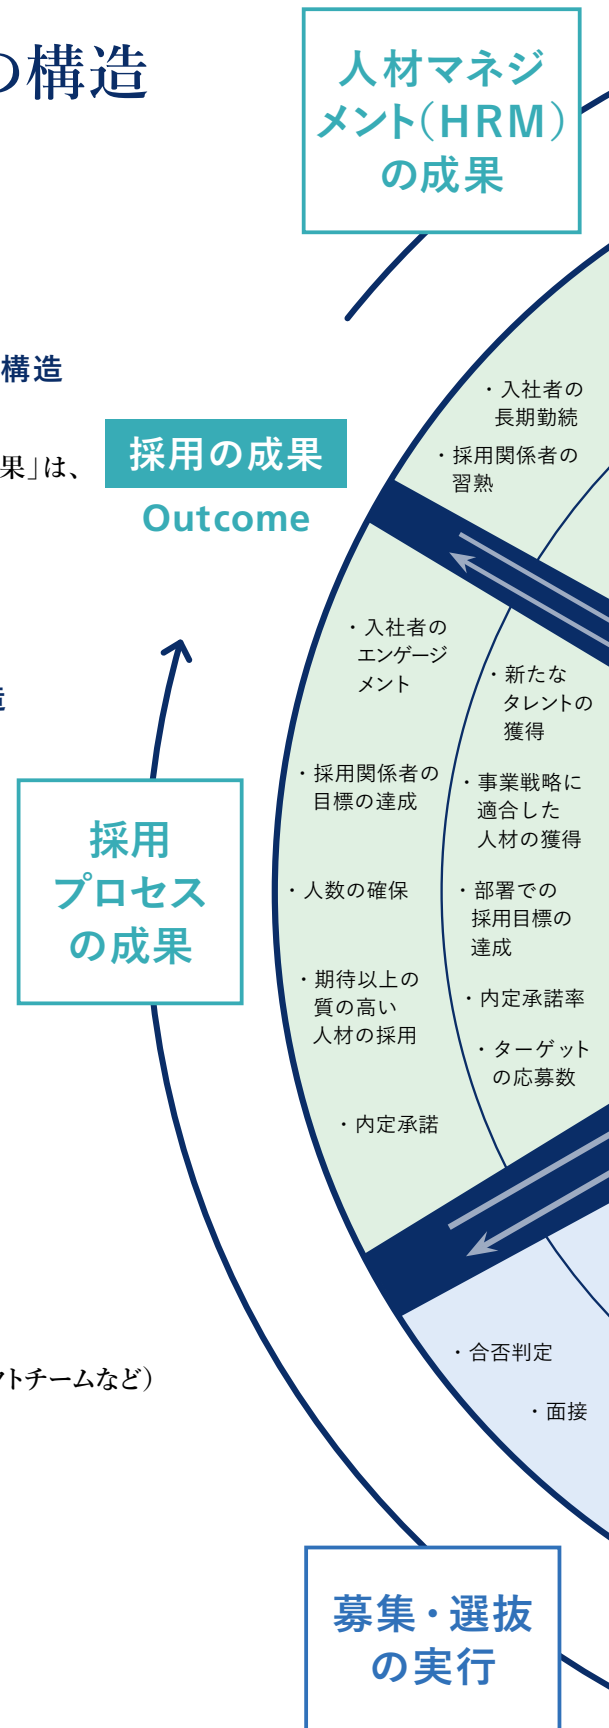 の構造
人材マネジ
メント(HRM)
の成果
構造
果」は、
採用の成果
Outcome
・入社者の
長期勤続
・採用関係者の
習熟
・入社者の
エンゲージ
メント
・採用関係者の
目標の達成
・人数の確保
・期待以上の
質の高い
人材の採用
・内定承諾
・新たな
タレントの
獲得
・事業戦略に
適合した
人材の獲得
・部署での
採用目標の
達成
・内定承諾率
・ターゲット
の応募数
採用
プロセス
の成果
・合否判定
・面接
クトチームなど）
募集・選抜
の実行